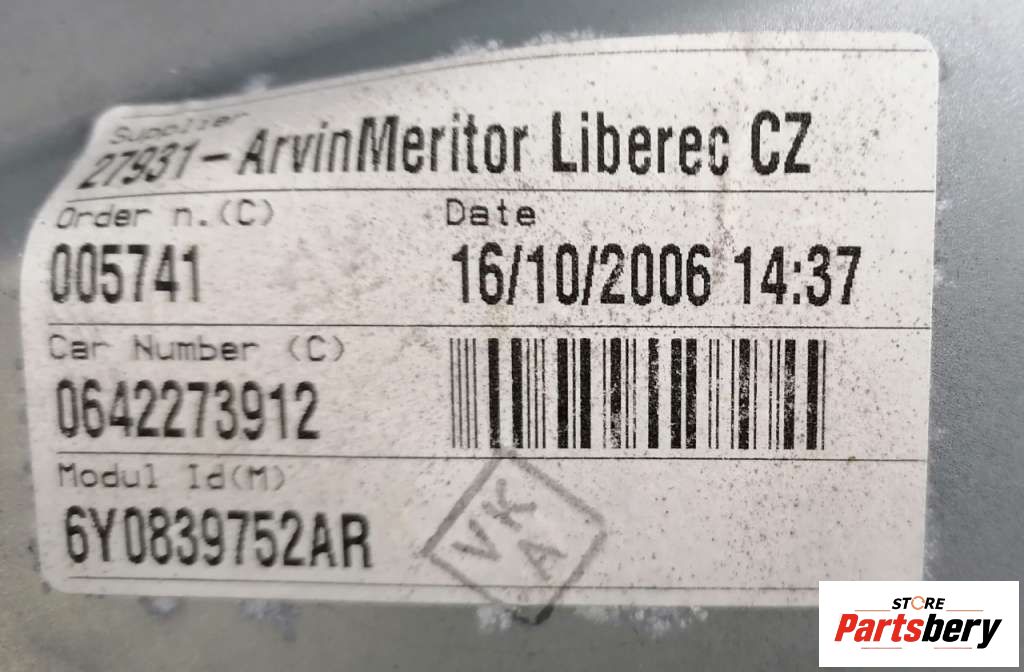 Supplier
27931-ArvinMeritor Liberec CZ
Order n.(C) Date
005741 16/10/2006 14:37
Car Number (C)
0642273912
Modul Id(M)
6Y0839752AR
VK
A
STORE
Partsbery